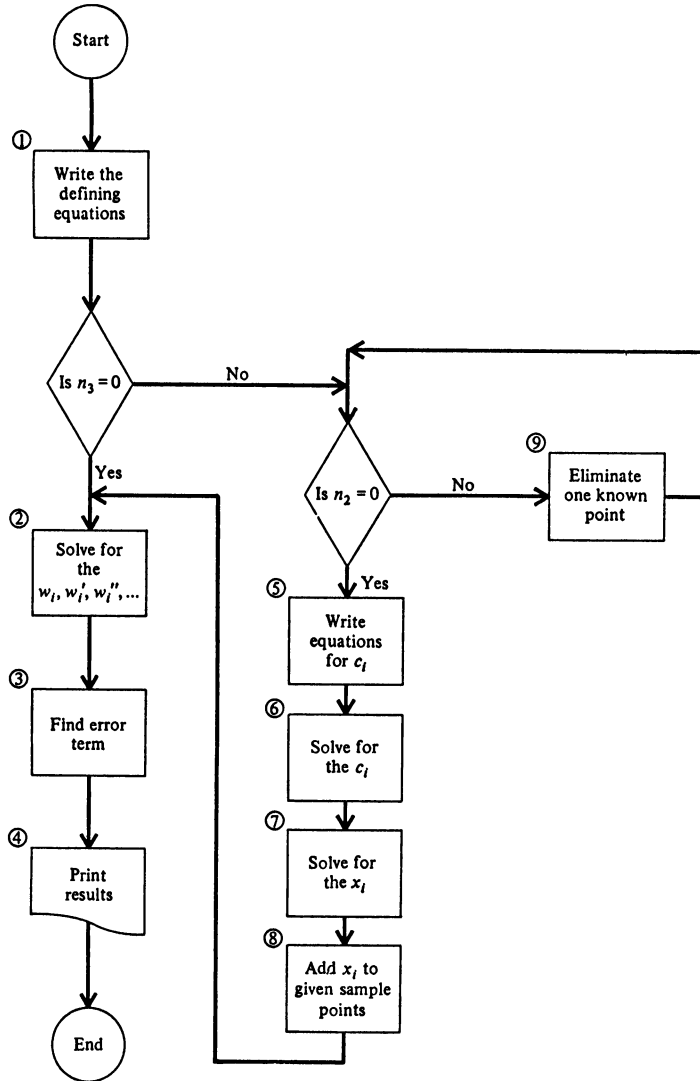 Start
①
Write the
defining
equations
Is n₃ = 0
No
Yes
②
Solve for
the
wᵢ, wᵢ′, wᵢ″, ...
③
Find error
term
④
Print
results
End
Is n₂ = 0
No
⑨
Eliminate
one known
point
Yes
⑤
Write
equations
for cᵢ
⑥
Solve for
the cᵢ
⑦
Solve for
the xᵢ
⑧
Add xᵢ to
given sample
points